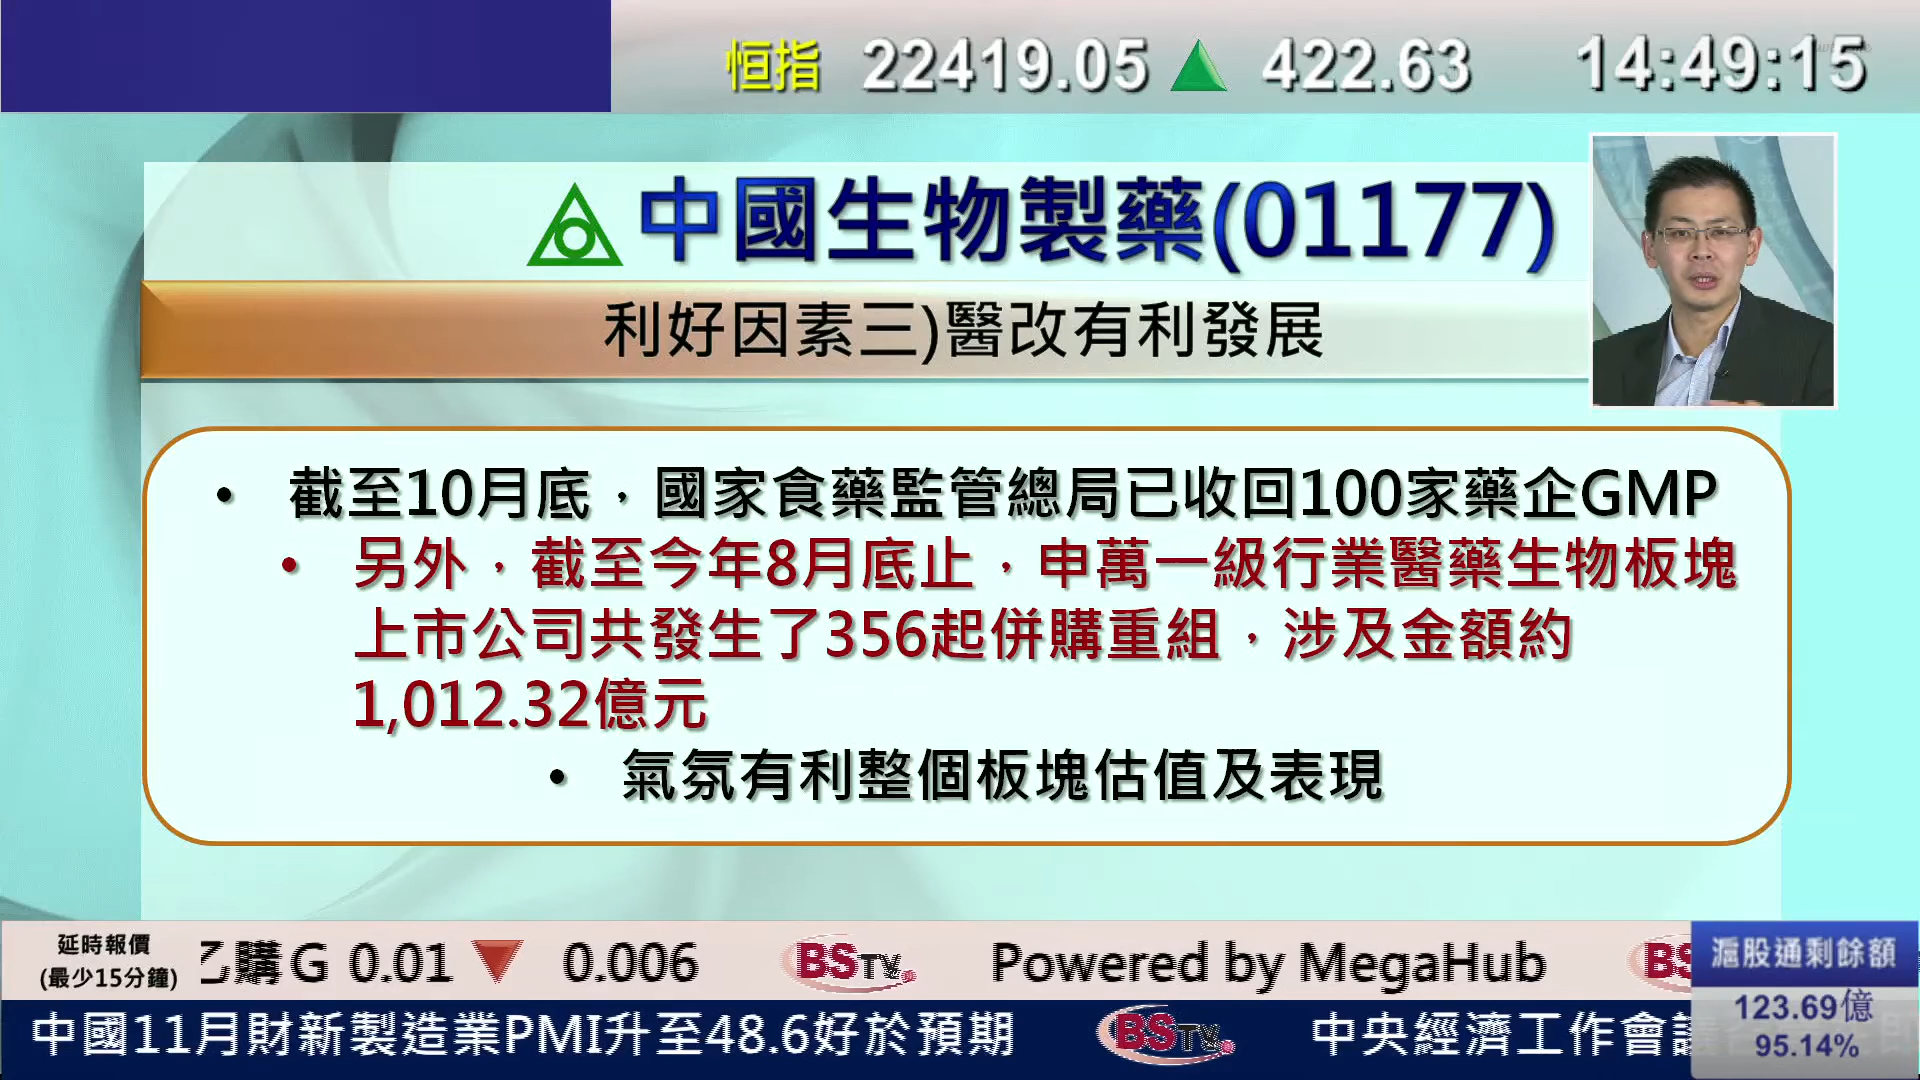 恒指 22419.05 422.63 14:49:15
中國生物製藥(01177)
利好因素三)醫改有利發展
• 截至10月底，國家食藥監管總局已收回100家藥企GMP
• 另外，截至今年8月底止，申萬一級行業醫藥生物板塊
上市公司共發生了356起併購重組，涉及金額約
1,012.32億元
• 氣氛有利整個板塊估值及表現
延時報價
(最少15分鐘)
購G 0.01 0.006 BSTV Powered by MegaHub BS
滬股通剩餘額
123.69億
95.14%
中國11月財新製造業PMI升至48.6好於預期 BSTV 中央經濟工作會